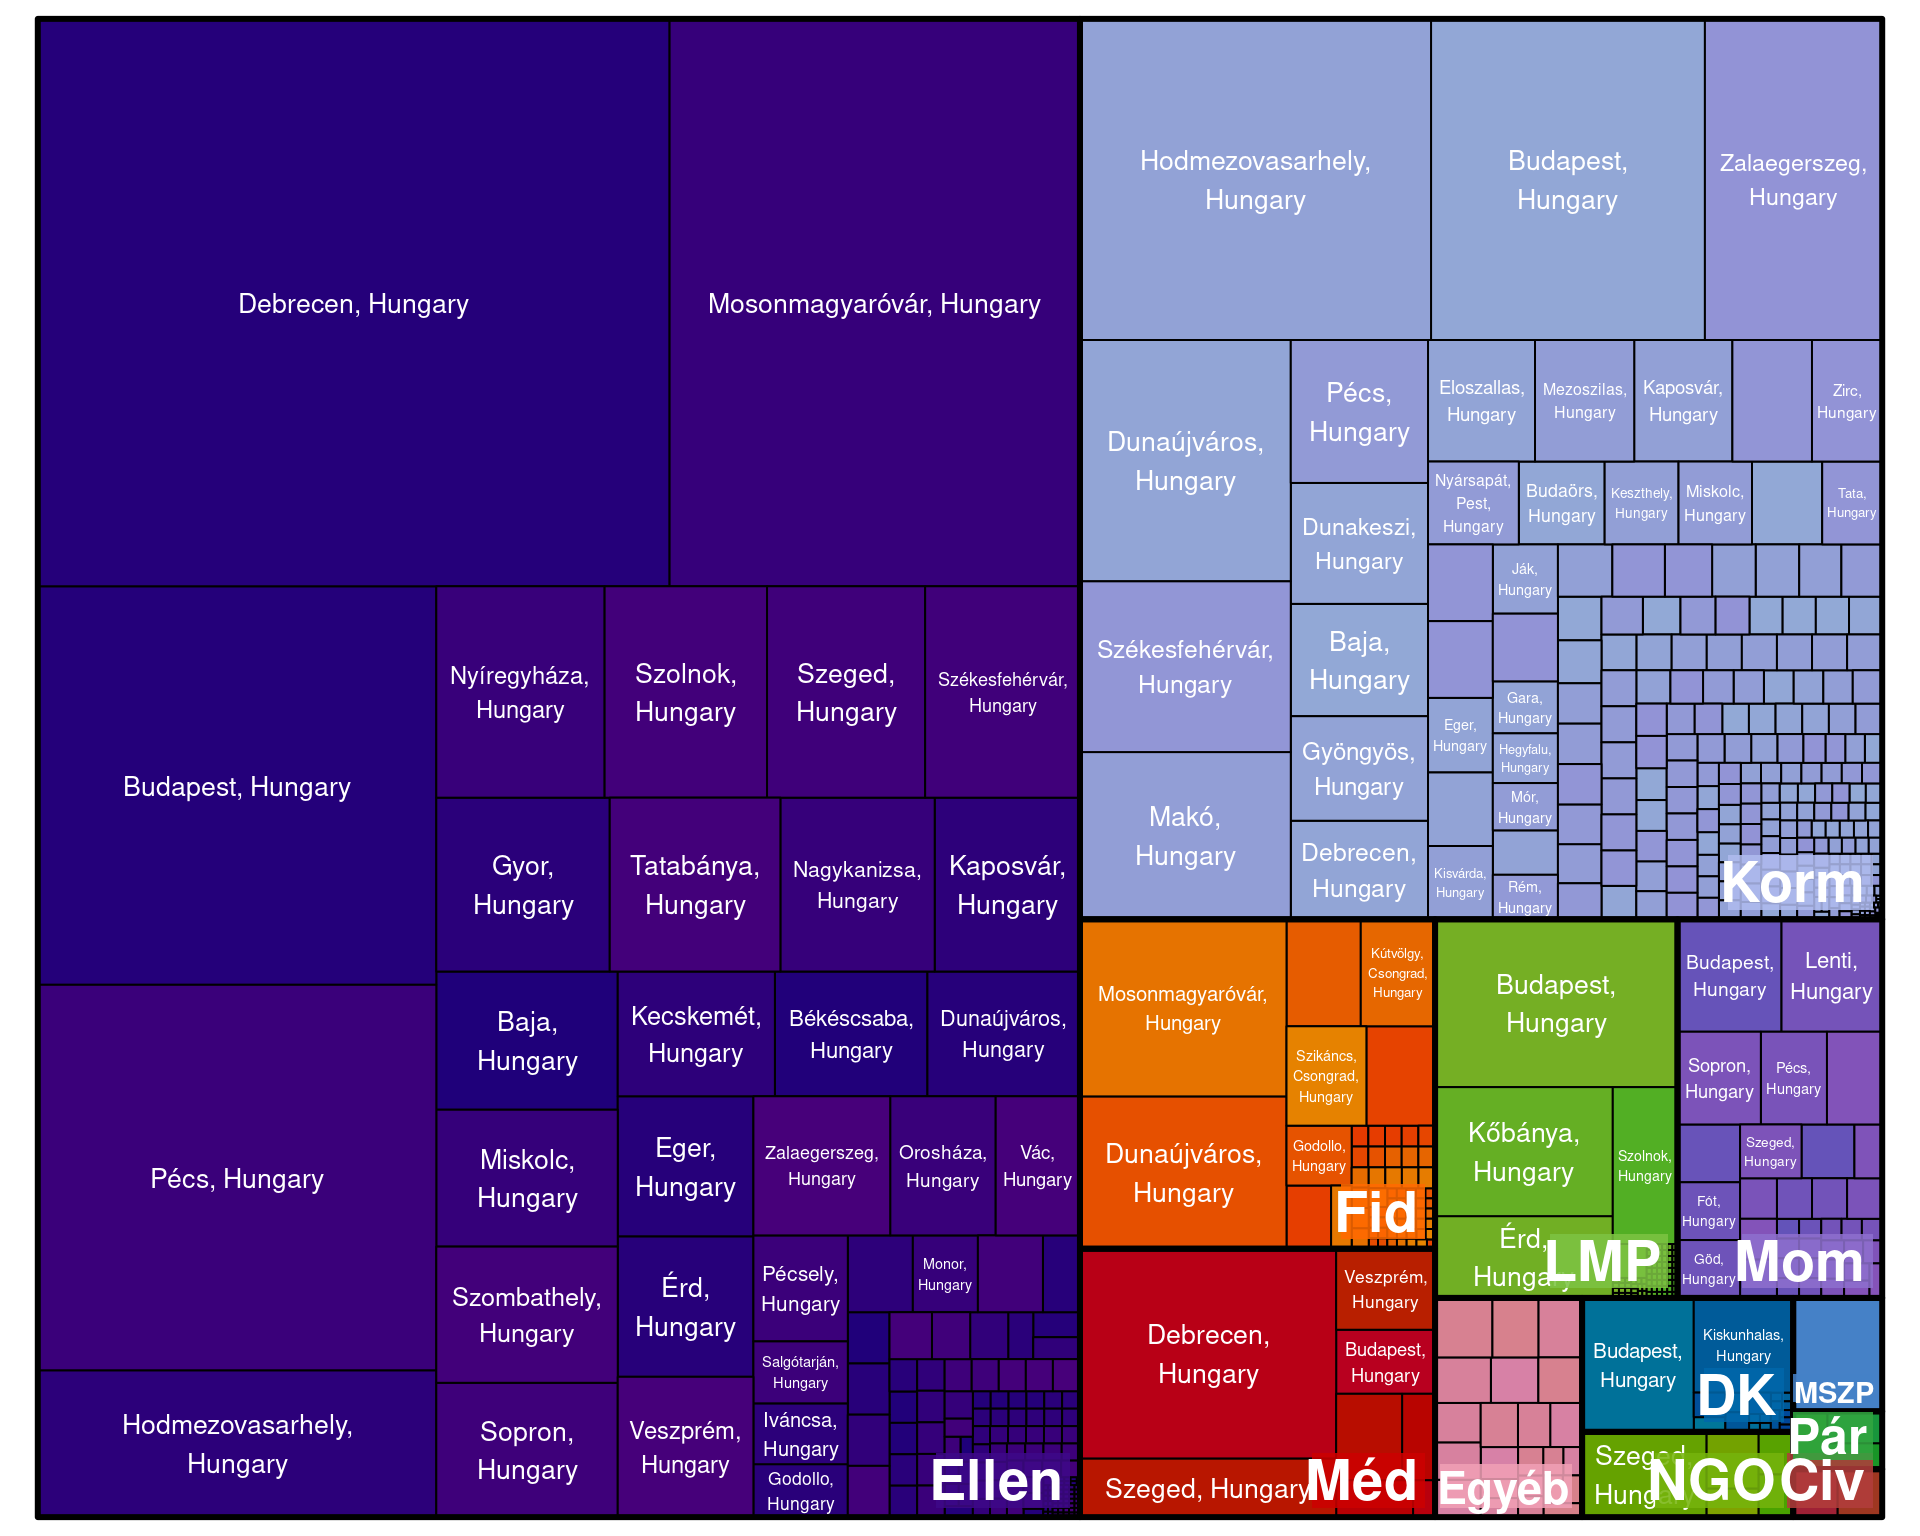 Debrecen, Hungary
Mosonmagyaróvár, Hungary
Budapest, Hungary
Pécs, Hungary
Hodmezovasarhely,
Hungary
Nyíregyháza,
Hungary
Szolnok,
Hungary
Szeged,
Hungary
Székesfehérvár,
Hungary
Gyor,
Hungary
Tatabánya,
Hungary
Nagykanizsa,
Hungary
Kaposvár,
Hungary
Baja,
Hungary
Kecskemét,
Hungary
Békéscsaba,
Hungary
Dunaújváros,
Hungary
Miskolc,
Hungary
Eger,
Hungary
Zalaegerszeg,
Hungary
Orosháza,
Hungary
Vác,
Hungary
Szombathely,
Hungary
Érd,
Hungary
Pécsely,
Hungary
Monor,
Hungary
Salgótarján,
Hungary
Sopron,
Hungary
Veszprém,
Hungary
Iváncsa,
Hungary
Godollo,
Hungary
Ellen
Hodmezovasarhely,
Hungary
Budapest,
Hungary
Zalaegerszeg,
Hungary
Dunaújváros,
Hungary
Pécs,
Hungary
Eloszallas,
Hungary
Mezoszilas,
Hungary
Kaposvár,
Hungary
Zirc,
Hungary
Nyársapát,
Pest,
Hungary
Budaörs,
Hungary
Keszthely,
Hungary
Miskolc,
Hungary
Tata,
Hungary
Dunakeszi,
Hungary
Ják,
Hungary
Székesfehérvár,
Hungary
Baja,
Hungary
Gara,
Hungary
Eger,
Hungary
Hegyfalu,
Hungary
Gyöngyös,
Hungary
Mór,
Hungary
Makó,
Hungary
Debrecen,
Hungary
Kisvárda,
Hungary
Rém,
Hungary
Korm
Mosonmagyaróvár,
Hungary
Kútvölgy,
Csongrad,
Hungary
Szikáncs,
Csongrad,
Hungary
Dunaújváros,
Hungary
Godollo,
Hungary
Fid
Budapest,
Hungary
Kőbánya,
Hungary
Szolnok,
Hungary
Érd,
Hungary
LMP
Budapest,
Hungary
Lenti,
Hungary
Sopron,
Hungary
Pécs,
Hungary
Szeged,
Hungary
Fót,
Hungary
Göd,
Hungary
Mom
Debrecen,
Hungary
Veszprém,
Hungary
Budapest,
Hungary
Szeged, Hungary
Méd
Egyéb
Budapest,
Hungary
Kiskunhalas,
Hungary
DK
MSZP
Pár
Szeged,
Hungary
NGO
Civ